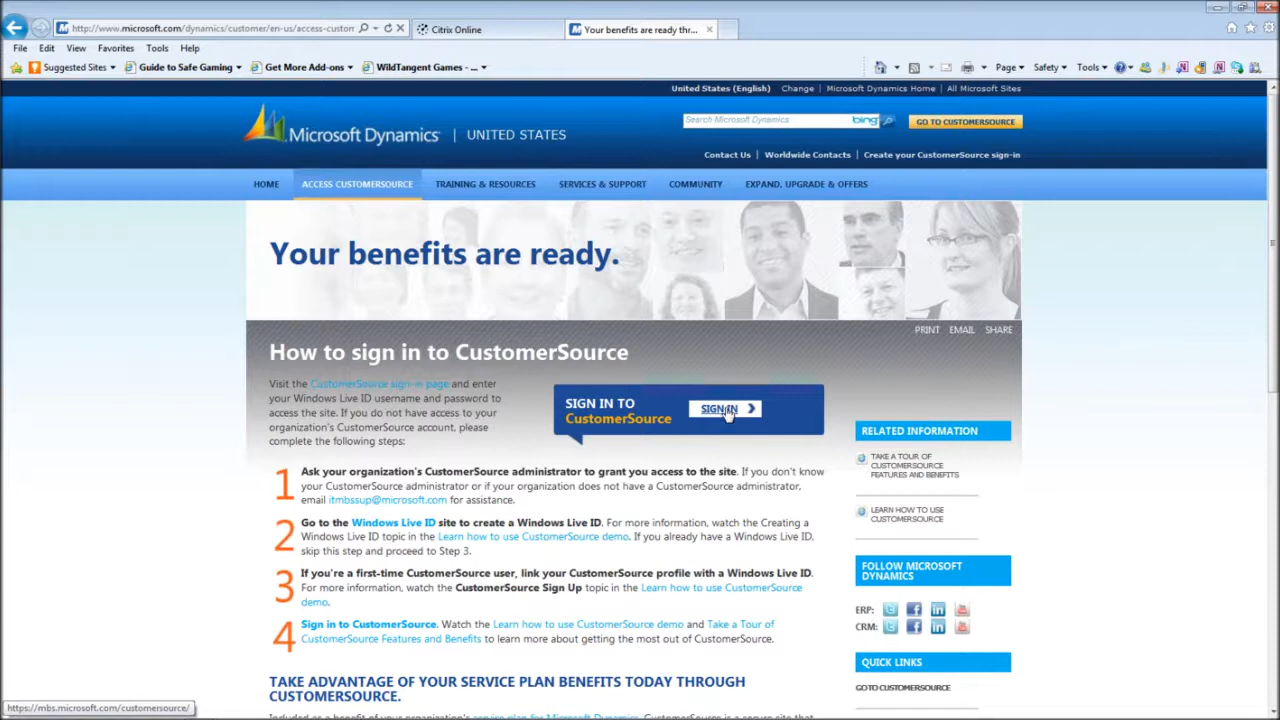 http://www.microsoft.com/dynamics/customer/en-us/access-custom
Citrix Online
Your benefits are ready thr...
File Edit View Favorites Tools Help
Suggested Sites
Guide to Safe Gaming
Get More Add-ons
WildTangent Games - ...
Page
Safety
Tools
United States (English) Change | Microsoft Dynamics Home | All Microsoft Sites
Microsoft Dynamics | UNITED STATES
Search Microsoft Dynamics bing
GO TO CUSTOMERSOURCE
Contact Us | Worldwide Contacts | Create your CustomerSource sign-in
HOME ACCESS CUSTOMERSOURCE TRAINING & RESOURCES SERVICES & SUPPORT COMMUNITY EXPAND, UPGRADE & OFFERS
Your benefits are ready.
PRINT EMAIL SHARE
How to sign in to CustomerSource
Visit the CustomerSource sign-in page and enter
your Windows Live ID username and password to
access the site. If you do not have access to your
organization's CustomerSource account, please
complete the following steps:
SIGN IN TO
CustomerSource
SIGN IN
1 Ask your organization's CustomerSource administrator to grant you access to the site. If you don't know
your CustomerSource administrator or if your organization does not have a CustomerSource administrator,
email itmbssup@microsoft.com for assistance.
2 Go to the Windows Live ID site to create a Windows Live ID. For more information, watch the Creating a
Windows Live ID topic in the Learn how to use CustomerSource demo. If you already have a Windows Live ID,
skip this step and proceed to Step 3.
3 If you're a first-time CustomerSource user, link your CustomerSource profile with a Windows Live ID.
For more information, watch the CustomerSource Sign Up topic in the Learn how to use CustomerSource
demo.
4 Sign in to CustomerSource. Watch the Learn how to use CustomerSource demo and Take a Tour of
CustomerSource Features and Benefits to learn more about getting the most out of CustomerSource.
TAKE ADVANTAGE OF YOUR SERVICE PLAN BENEFITS TODAY THROUGH
CUSTOMERSOURCE.
Included as a benefit of your organization's service plan for Microsoft Dynamics, CustomerSource is a secure site that
RELATED INFORMATION
TAKE A TOUR OF
CUSTOMERSOURCE
FEATURES AND BENEFITS
LEARN HOW TO USE
CUSTOMERSOURCE
FOLLOW MICROSOFT
DYNAMICS
ERP:
CRM:
QUICK LINKS
GO TO CUSTOMERSOURCE
https://mbs.microsoft.com/customersource/